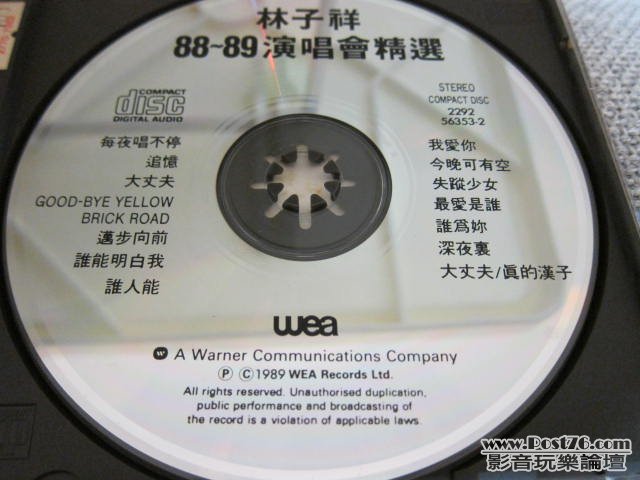 林子祥
88~89演唱會精選
COMPACT
disc
DIGITAL AUDIO
STEREO
COMPACT DISC
2292
56353-2
每夜唱不停
追憶
大丈夫
GOOD-BYE YELLOW
BRICK ROAD
邁步向前
誰能明白我
誰人能
我愛你
今晚可有空
失蹤少女
最愛是誰
誰爲妳
深夜裏
大丈夫/眞的漢子
wea
w A Warner Communications Company
Ⓟ Ⓒ 1989 WEA Records Ltd.
All rights reserved. Unauthorised duplication,
public performance and broadcasting of
the record is a violation of applicable laws.
www.Post76.com
影音玩樂論壇